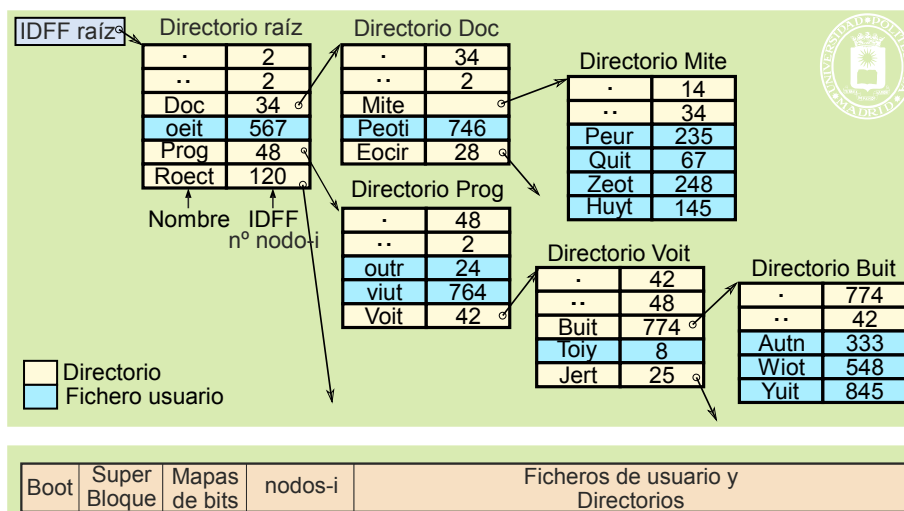 IDFF raíz
Directorio raíz
. 2
.. 2
Doc 34
oeit 567
Prog 48
Roect 120
Nombre IDFF
nº nodo-i
Directorio Doc
. 34
.. 2
Mite
Peoti 746
Eocir 28
Directorio Mite
. 14
.. 34
Peur 235
Quit 67
Zeot 248
Huyt 145
Directorio Prog
. 48
.. 2
outr 24
viut 764
Voit 42
Directorio Voit
. 42
.. 48
Buit 774
Toiy 8
Jert 25
Directorio Buit
. 774
.. 42
Autn 333
Wiot 548
Yuit 845
Directorio
Fichero usuario
Boot
Super
Bloque
Mapas
de bits
nodos-i
Ficheros de usuario y
Directorios